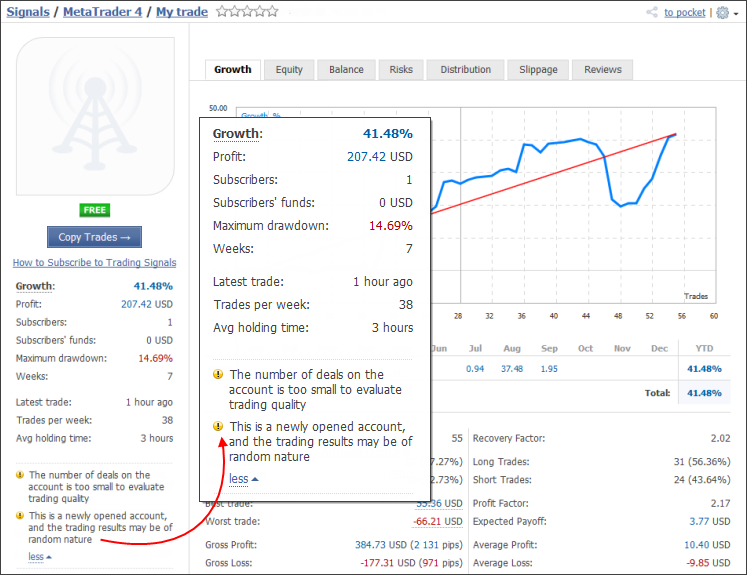 Signals / MetaTrader 4 / My trade
to pocket |
FREE
Copy Trades →
How to Subscribe to Trading Signals
Growth: 41.48%
Profit: 207.42 USD
Subscribers: 1
Subscribers' funds: 0 USD
Maximum drawdown: 14.69%
Weeks: 7
Latest trade: 1 hour ago
Trades per week: 38
Avg holding time: 3 hours
The number of deals on the
account is too small to evaluate
trading quality
This is a newly opened account,
and the trading results may be of
random nature
less
Growth Equity Balance Risks Distribution Slippage Reviews
50.00
Growth, %
Growth: 41.48%
Profit: 207.42 USD
Subscribers: 1
Subscribers' funds: 0 USD
Maximum drawdown: 14.69%
Weeks: 7
Latest trade: 1 hour ago
Trades per week: 38
Avg holding time: 3 hours
The number of deals on the
account is too small to evaluate
trading quality
This is a newly opened account,
and the trading results may be of
random nature
less
Trades
28 32 36 40 44 48 52 56 60
Jun Jul Aug Sep Oct Nov Dec YTD
0.94 37.48 1.95 41.48%
Total: 41.48%
55 Recovery Factor: 2.02
7.27%) Long Trades: 31 (56.36%)
2.73%) Short Trades: 24 (43.64%)
Best trade: 55.36 USD Profit Factor: 2.17
Worst trade: -66.21 USD Expected Payoff: 3.77 USD
Gross Profit: 384.73 USD (2 131 pips) Average Profit: 10.40 USD
Gross Loss: -177.31 USD (971 pips) Average Loss: -9.85 USD